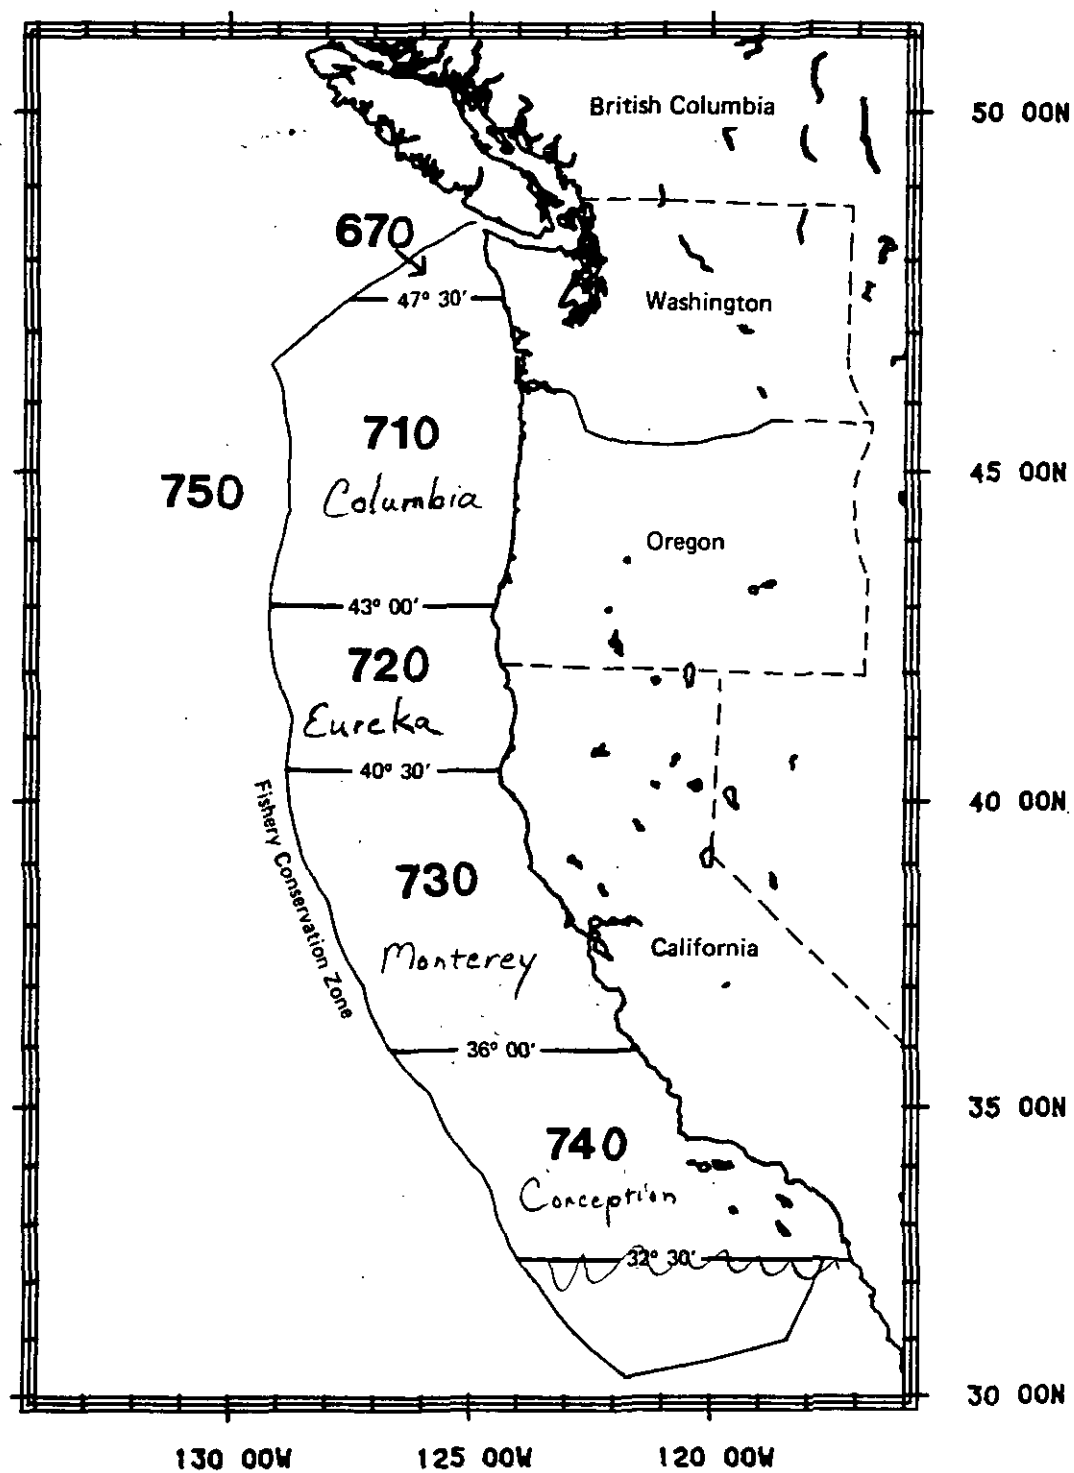 British Columbia
50 00N
670
47° 30'
Washington
710
Columbia
750
45 00N
Oregon
43° 00'
720
Eureka
40° 30'
Fishery Conservation Zone
40 00N
730
Monterey
California
36° 00'
35 00N
740
Conception
32° 30'
30 00N
130 00W
125 00W
120 00W